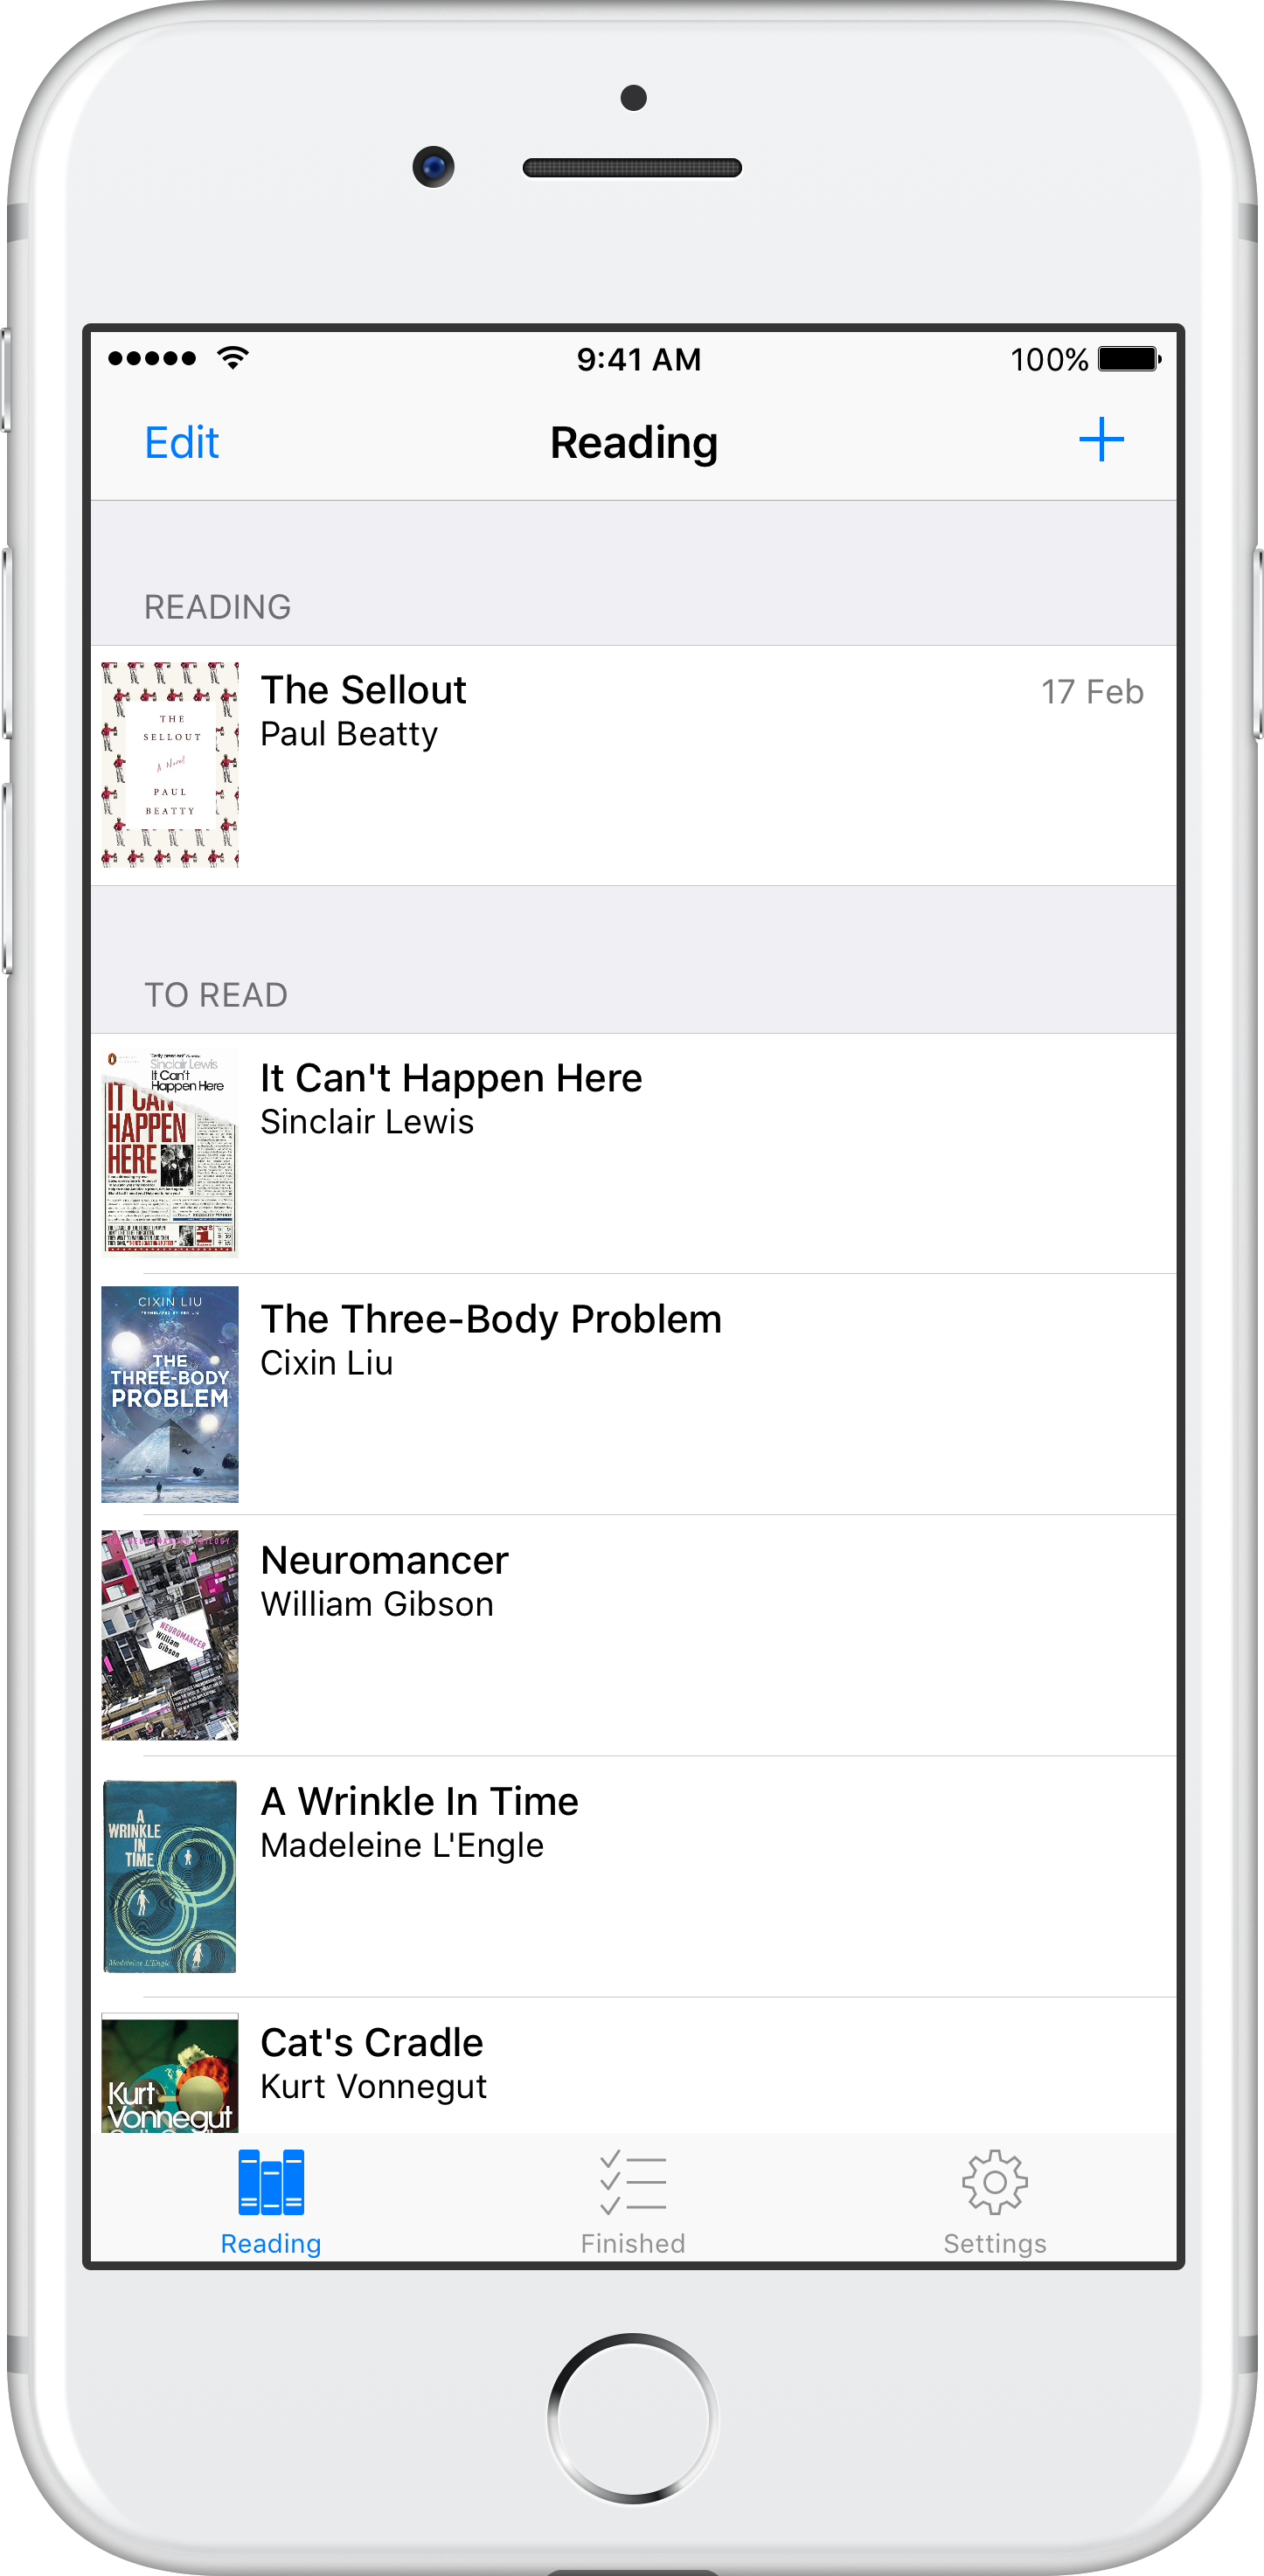 9:41 AM
100%
Edit
Reading
READING
THE
SELLOUT
A Novel
PAUL
BEATTY
The Sellout
17 Feb
Paul Beatty
TO READ
Sinclair Lewis
It Can't
Happen Here
IT CAN
HAPPEN
HERE
It Can't Happen Here
Sinclair Lewis
CIXIN LIU
THE
THREE-BODY
PROBLEM
The Three-Body Problem
Cixin Liu
NEUROMANCER
William
Gibson
Neuromancer
William Gibson
A
WRINKLE
IN
TIME
Madeleine L'Engle
A Wrinkle In Time
Madeleine L'Engle
Kurt
Vonnegut
Cat's Cradle
Kurt Vonnegut
Reading
Finished
Settings